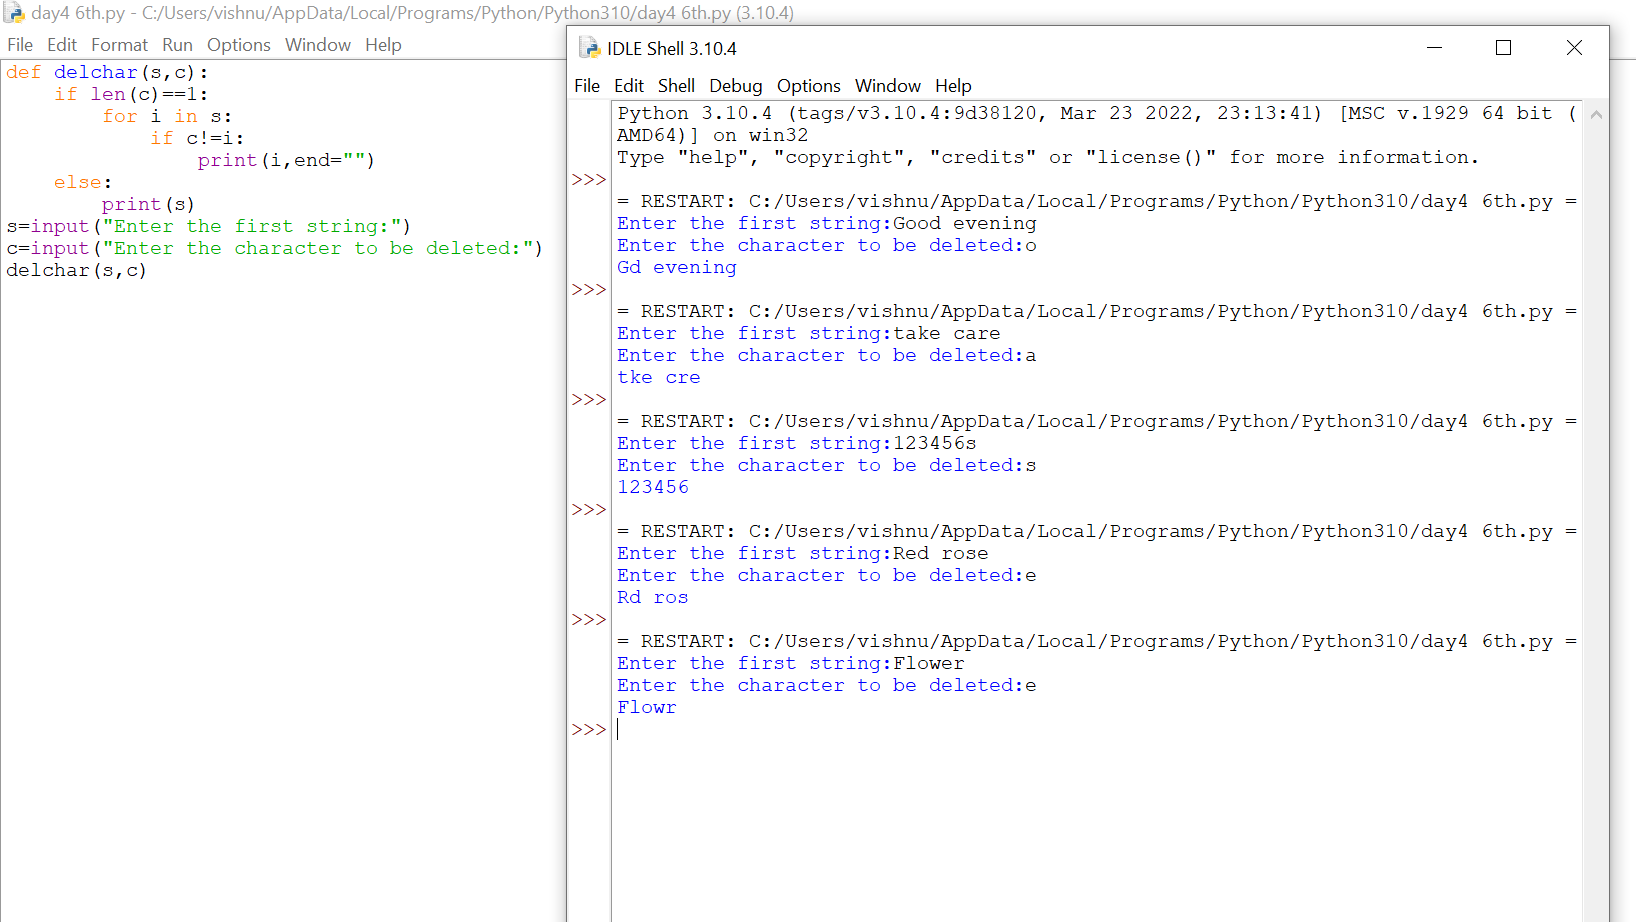 day4 6th.py - C:/Users/vishnu/AppData/Local/Programs/Python/Python310/day4 6th.py (3.10.4)
File Edit Format Run Options Window Help
def delchar(s,c):
    if len(c)==1:
        for i in s:
            if c!=i:
                print(i,end="")
    else:
        print(s)
s=input("Enter the first string:")
c=input("Enter the character to be deleted:")
delchar(s,c)
IDLE Shell 3.10.4
File Edit Shell Debug Options Window Help
Python 3.10.4 (tags/v3.10.4:9d38120, Mar 23 2022, 23:13:41) [MSC v.1929 64 bit (
AMD64)] on win32
Type "help", "copyright", "credits" or "license()" for more information.
>>>
= RESTART: C:/Users/vishnu/AppData/Local/Programs/Python/Python310/day4 6th.py =
Enter the first string:Good evening
Enter the character to be deleted:o
Gd evening
>>>
= RESTART: C:/Users/vishnu/AppData/Local/Programs/Python/Python310/day4 6th.py =
Enter the first string:take care
Enter the character to be deleted:a
tke cre
>>>
= RESTART: C:/Users/vishnu/AppData/Local/Programs/Python/Python310/day4 6th.py =
Enter the first string:123456s
Enter the character to be deleted:s
123456
>>>
= RESTART: C:/Users/vishnu/AppData/Local/Programs/Python/Python310/day4 6th.py =
Enter the first string:Red rose
Enter the character to be deleted:e
Rd ros
>>>
= RESTART: C:/Users/vishnu/AppData/Local/Programs/Python/Python310/day4 6th.py =
Enter the first string:Flower
Enter the character to be deleted:e
Flowr
>>>